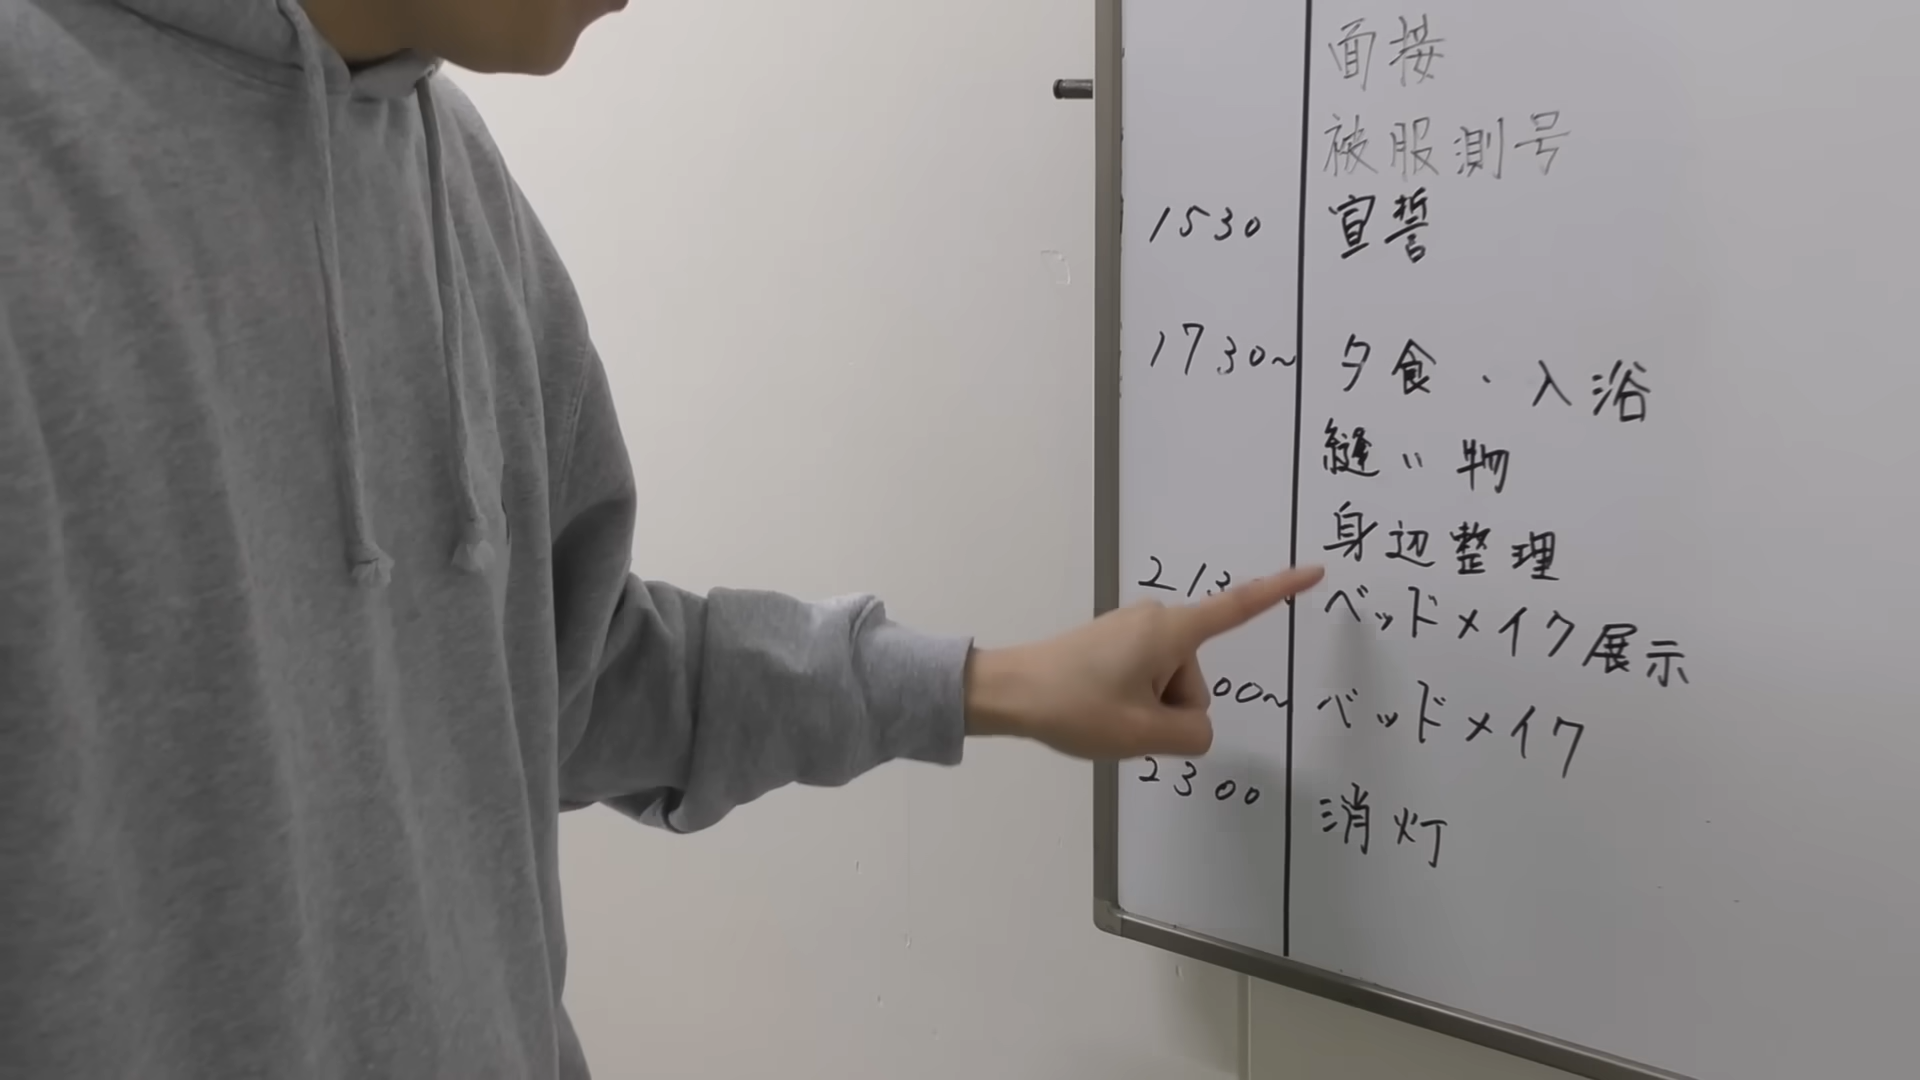 面接
被服測号
1530 宣誓
1730~ 夕食・入浴
縫い物
身辺整理
213 ベッドメイク展示
00~ ベッドメイク
2300 消灯